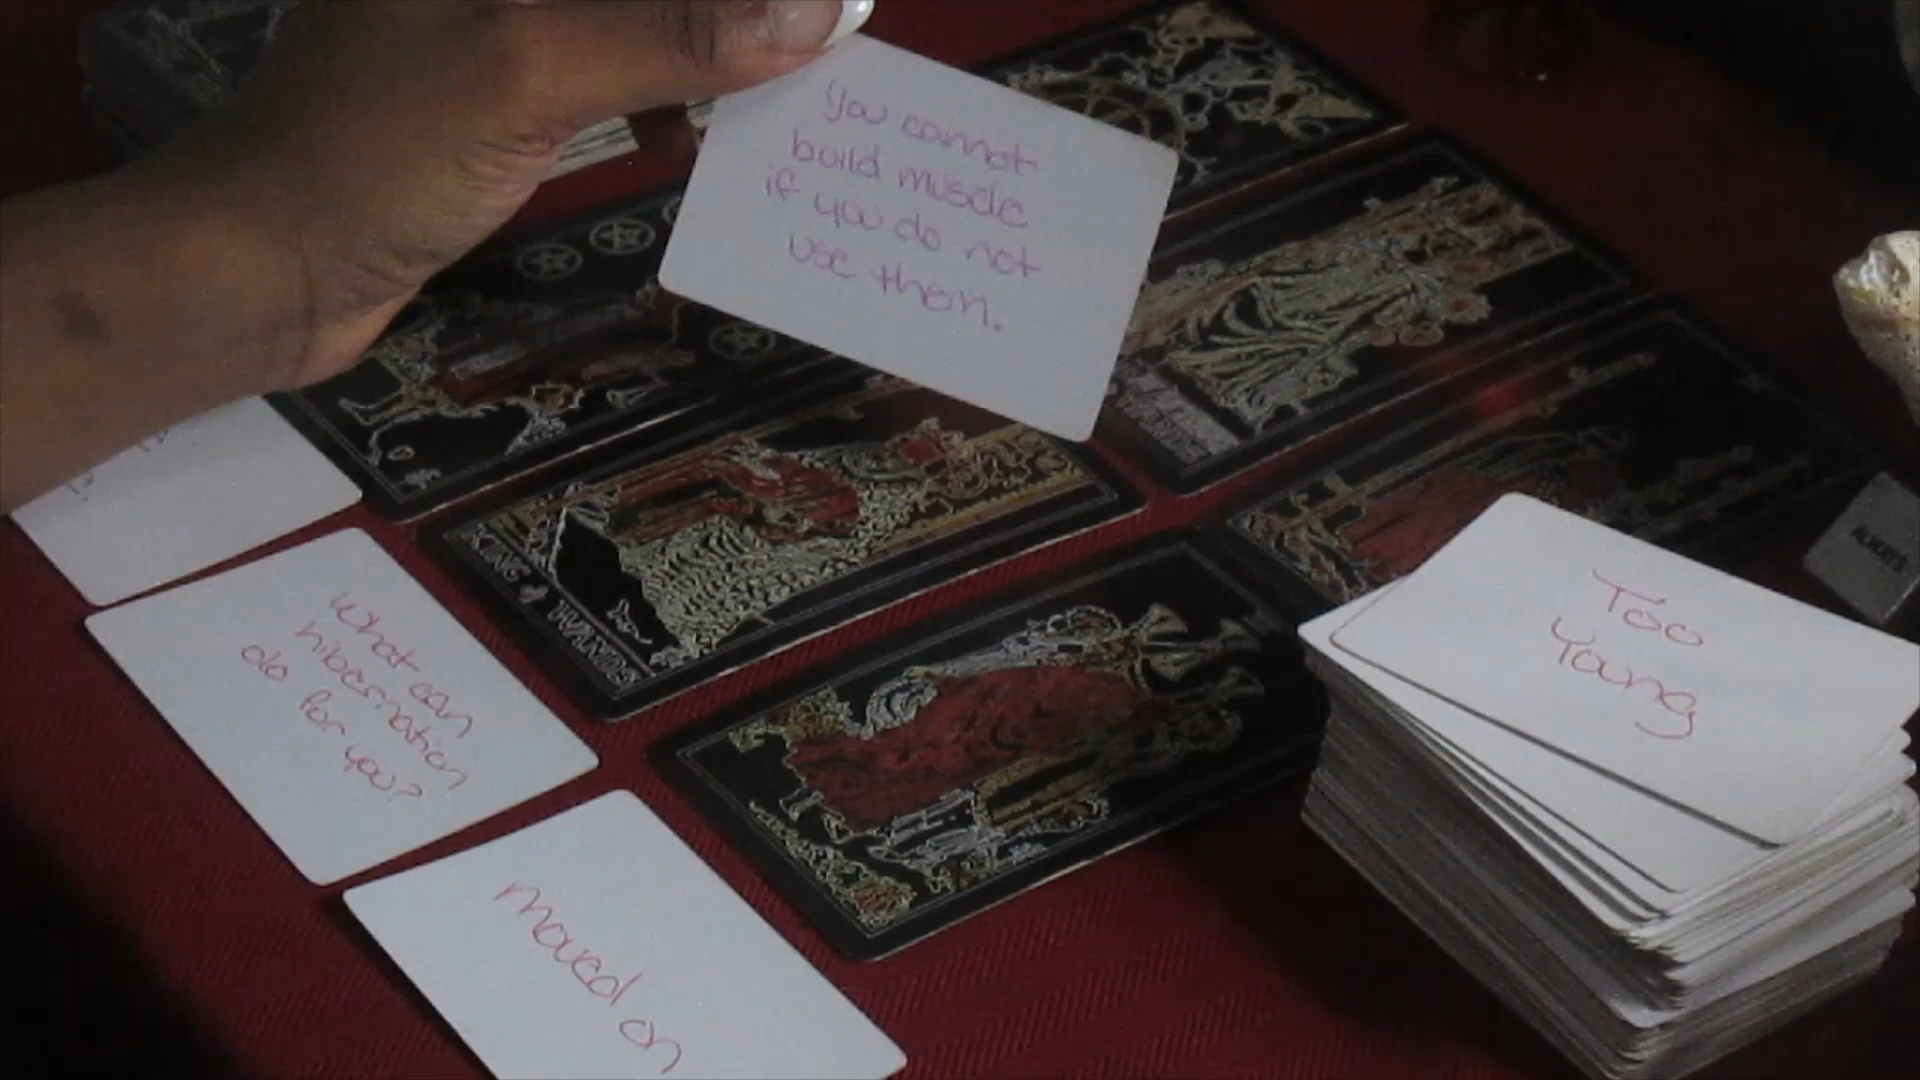 You cannot
build muscle
if you do not
use them.
KING of WANDS
What can
hibernation
do for you?
moved on
Too
Young
ALWAYS